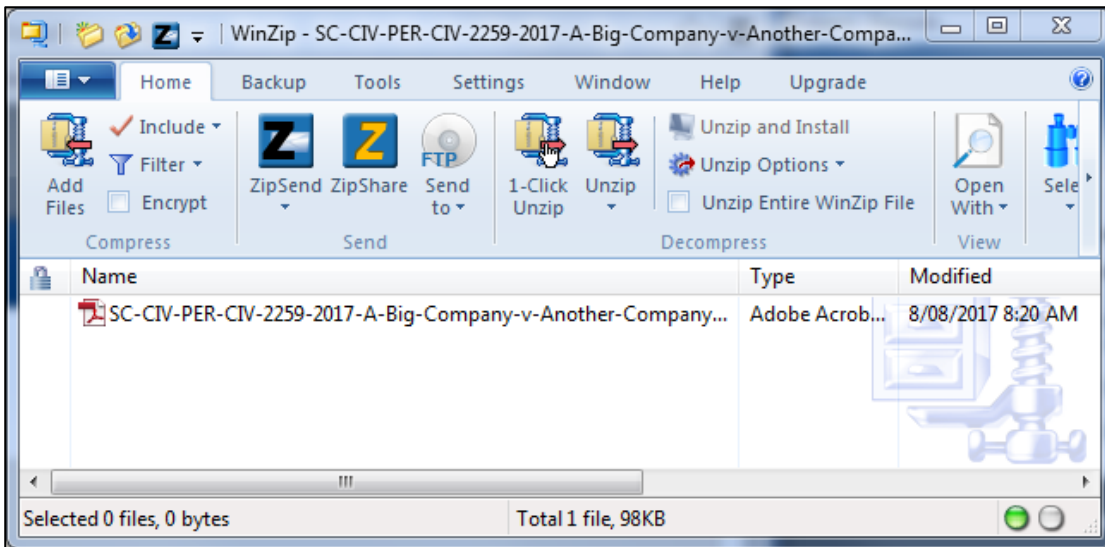 WinZip - SC-CIV-PER-CIV-2259-2017-A-Big-Company-v-Another-Compa...
Home Backup Tools Settings Window Help Upgrade
Add Files
Include
Filter
Encrypt
Compress
ZipSend
ZipShare
FTP
Send to
Send
1-Click Unzip
Unzip
Unzip and Install
Unzip Options
Unzip Entire WinZip File
Decompress
Open With
View
Sele
Name Type Modified
SC-CIV-PER-CIV-2259-2017-A-Big-Company-v-Another-Company... Adobe Acrob... 8/08/2017 8:20 AM
Selected 0 files, 0 bytes Total 1 file, 98KB